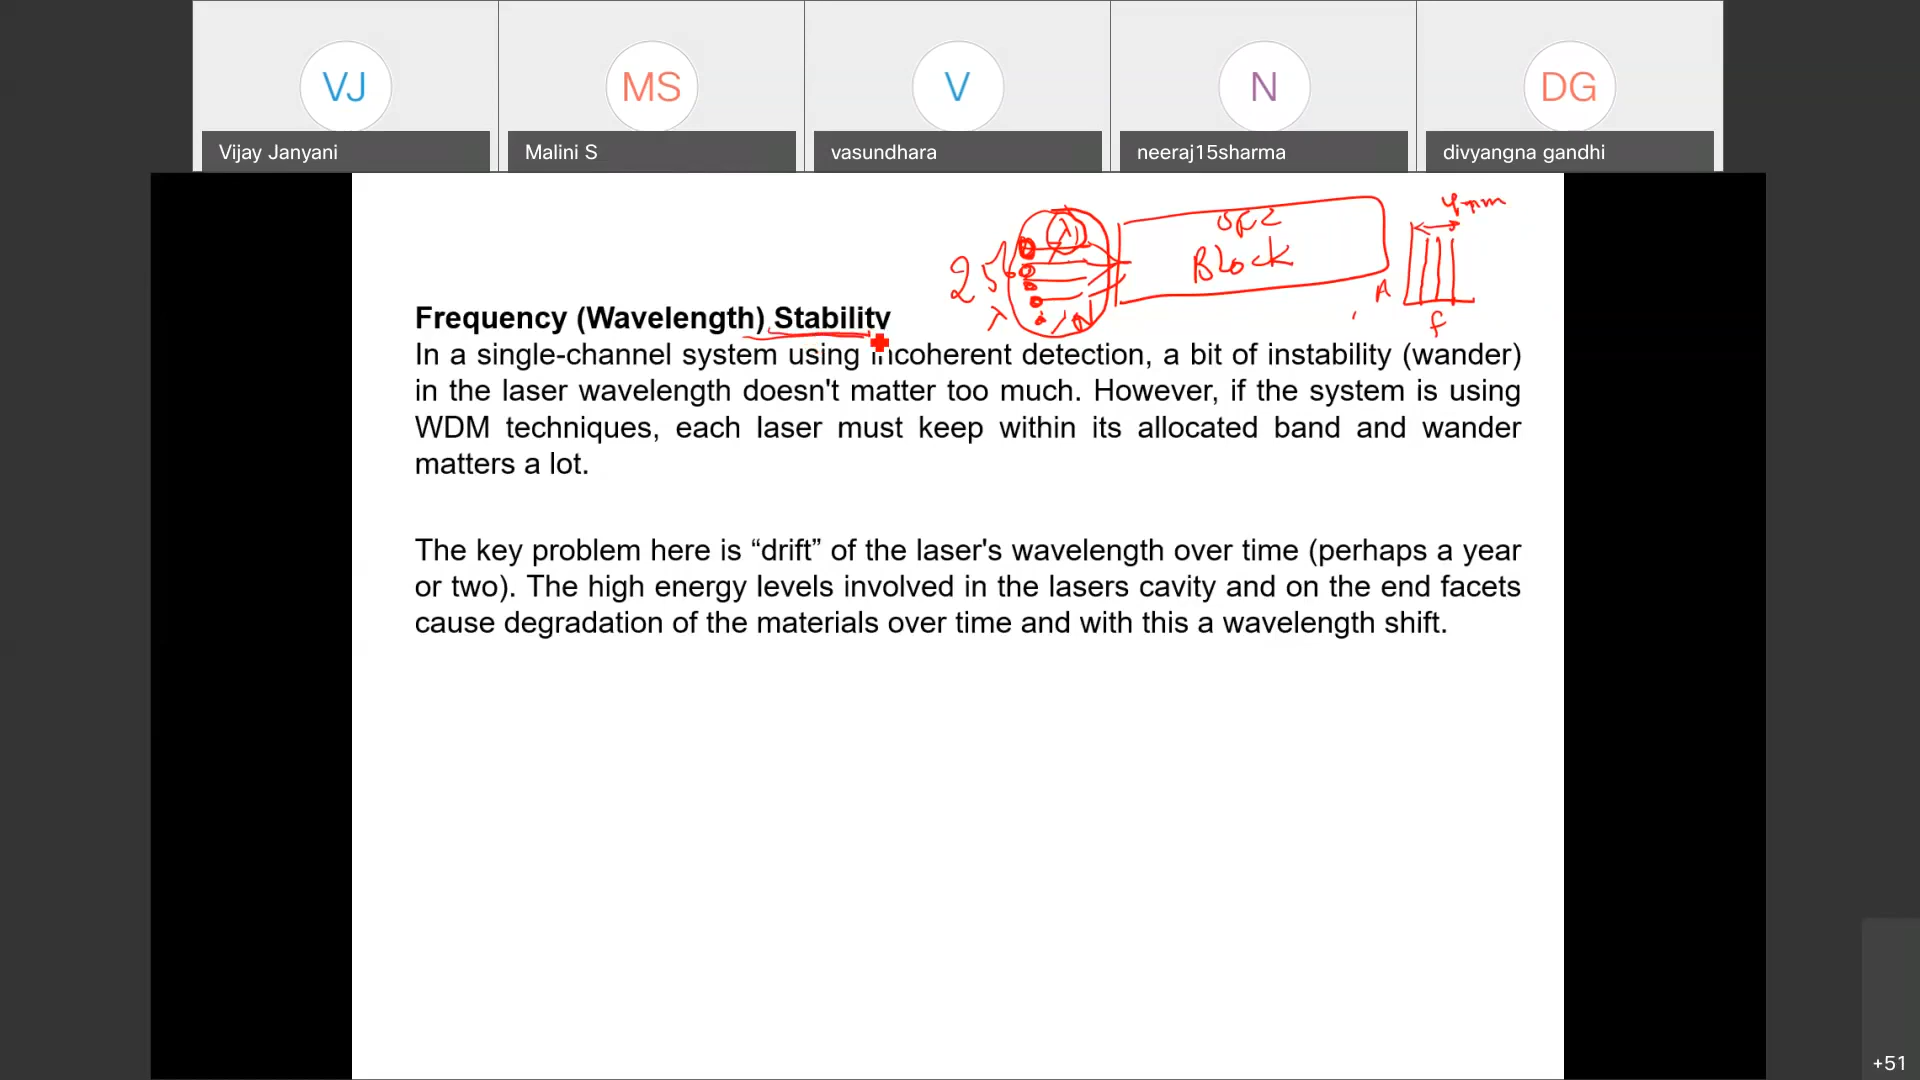 VJ
MS
V
N
DG
Vijay Janyani
Malini S
vasundhara
neeraj15sharma
divyangna gandhi
256
λ
λ
Block
A
f
Frequency (Wavelength) Stability
In a single-channel system using incoherent detection, a bit of instability (wander)
in the laser wavelength doesn't matter too much. However, if the system is using
WDM techniques, each laser must keep within its allocated band and wander
matters a lot.
The key problem here is “drift” of the laser's wavelength over time (perhaps a year
or two). The high energy levels involved in the lasers cavity and on the end facets
cause degradation of the materials over time and with this a wavelength shift.
+51